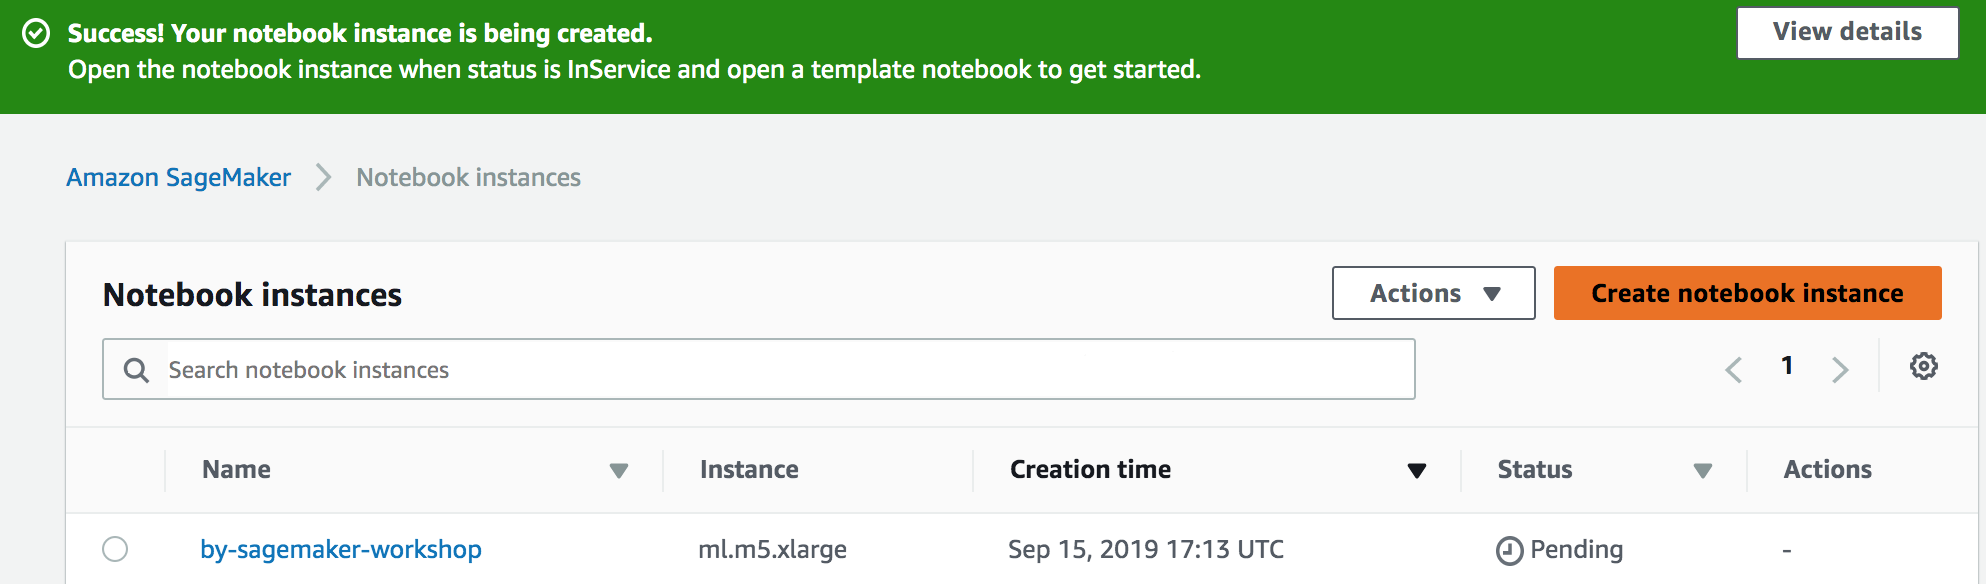 Success! Your notebook instance is being created.
View details
Open the notebook instance when status is InService and open a template notebook to get started.
Amazon SageMaker
Notebook instances
Notebook instances
Actions
Create notebook instance
Search notebook instances
1
Name
Instance
Creation time
Status
Actions
by-sagemaker-workshop
ml.m5.xlarge
Sep 15, 2019 17:13 UTC
Pending
-